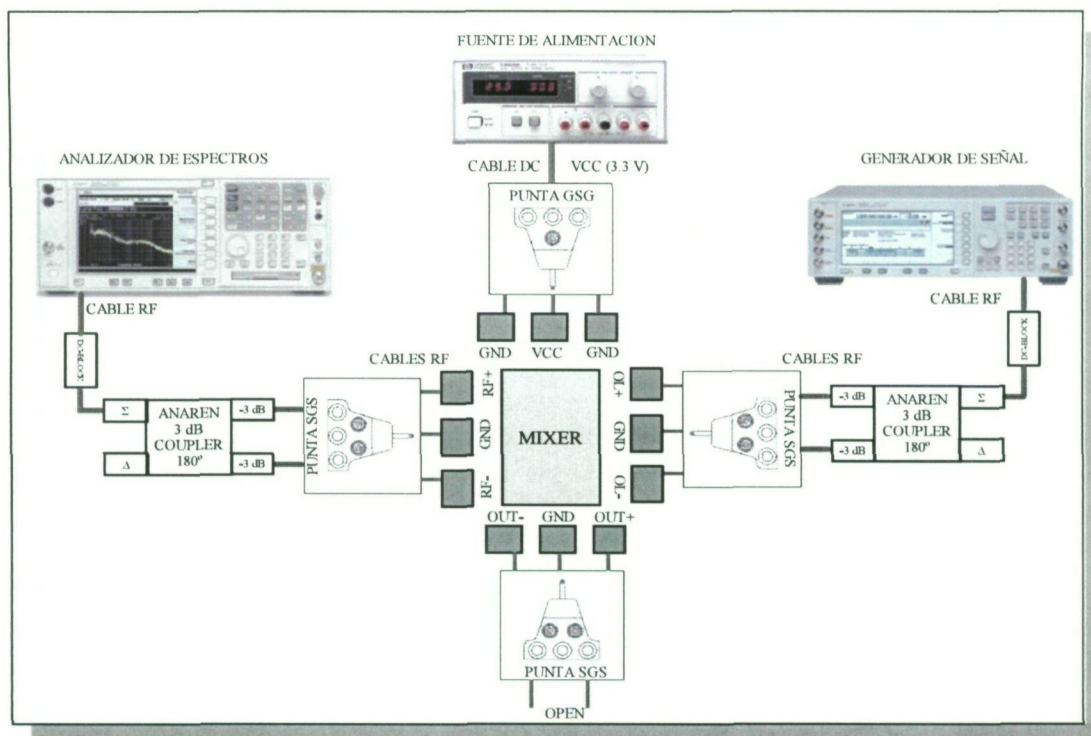 FUENTE DE ALIMENTACION
ANALIZADOR DE ESPECTROS
GENERADOR DE SEÑAL
CABLE DC
VCC (3.3 V)
PUNTA GSG
CABLE RF
CABLE RF
DC-BLOCK
GND
VCC
GND
CABLES RF
CABLES RF
RF+
GND
RF-
MIXER
OL+
GND
OL-
PUNTA SGS
PUNTA SGS
Σ
ANAREN
3 dB
COUPLER
180º
-3 dB
Δ
-3 dB
-3 dB
ANAREN
3 dB
COUPLER
180º
Σ
-3 dB
Δ
OUT-
GND
OUT+
PUNTA SGS
OPEN